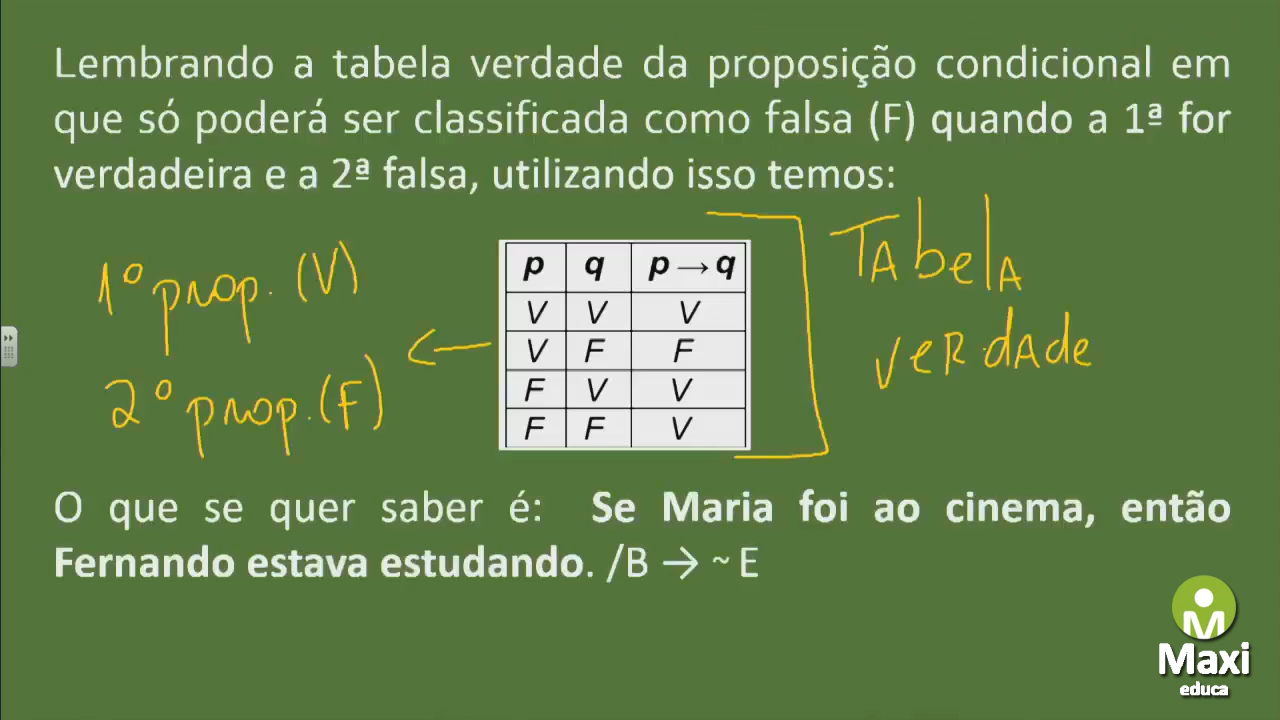 Lembrando a tabela verdade da proposição condicional em
que só poderá ser classificada como falsa (F) quando a 1ª for
verdadeira e a 2ª falsa, utilizando isso temos:
1º prop. (V)
2º prop. (F)
p q p → q
V V V
V F F
F V V
F F V
TAbelA
VeRdAde
O que se quer saber é: Se Maria foi ao cinema, então
Fernando estava estudando. /B → ~ E
M
Maxi
educa